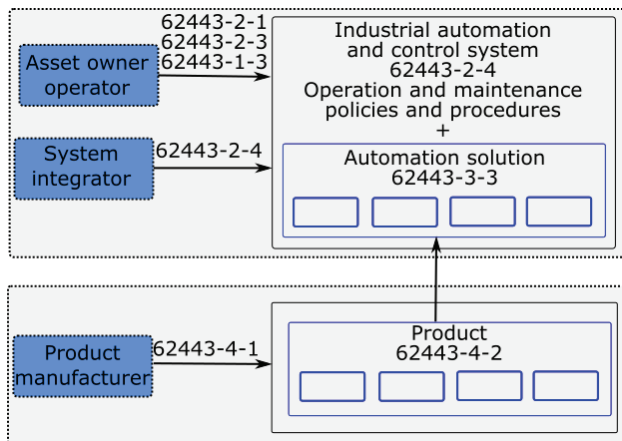 62443-2-1
62443-2-3
62443-1-3
Asset owner
operator
Industrial automation
and control system
62443-2-4
Operation and maintenance
policies and procedures
+
System
integrator
62443-2-4
Automation solution
62443-3-3
Product
manufacturer
62443-4-1
Product
62443-4-2